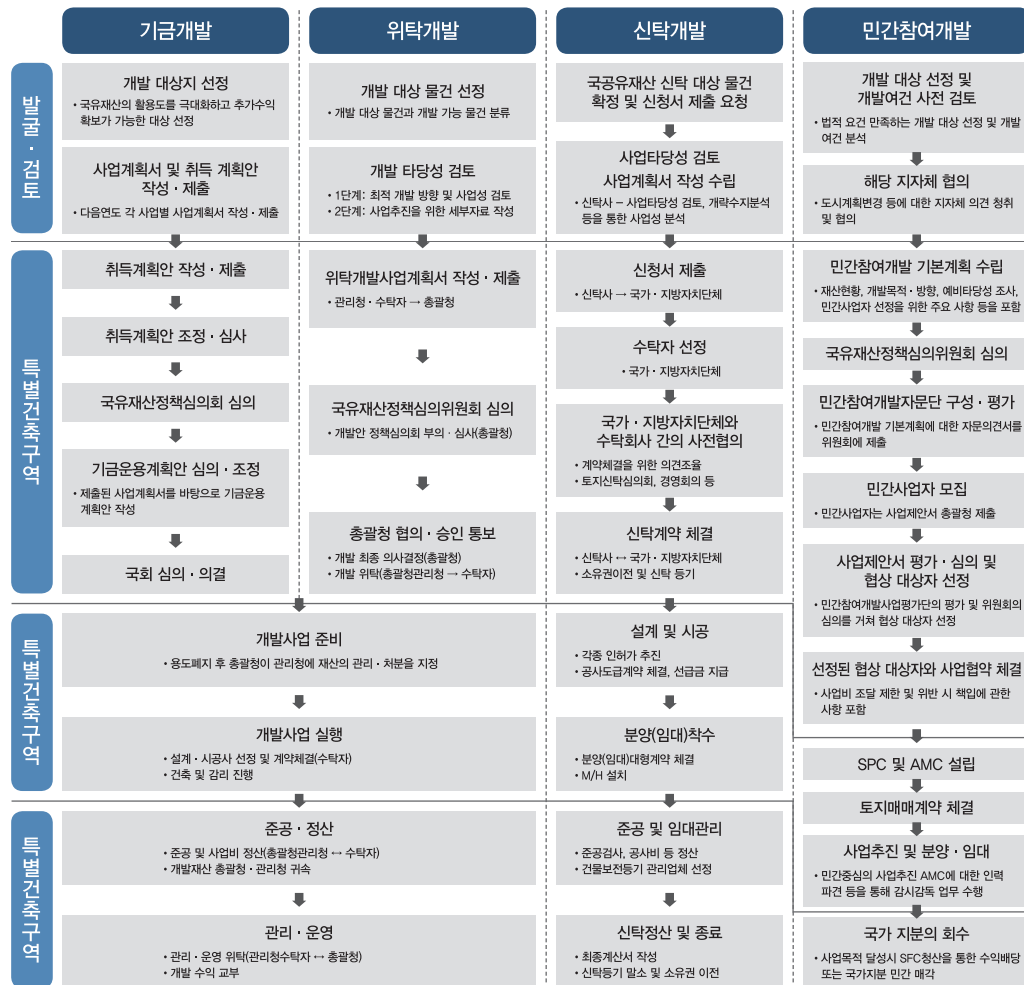 기금개발
위탁개발
신탁개발
민간참여개발
발굴·검토
개발 대상지 선정
• 국유재산의 활용도를 극대화하고 추가수익
확보가 가능한 대상 선정
사업계획서 및 취득 계획안
작성·제출
• 다음연도 각 사업별 사업계획서 작성·제출
개발 대상 물건 선정
• 개발 대상 물건과 개발 가능 물건 분류
개발 타당성 검토
• 1단계: 최적 개발 방향 및 사업성 검토
• 2단계: 사업추진을 위한 세부자료 작성
국공유재산 신탁 대상 물건
확정 및 신청서 제출 요청
사업타당성 검토
사업계획서 작성 수립
• 신탁사 – 사업타당성 검토, 개략수지분석
등을 통한 사업성 분석
개발 대상 선정 및
개발여건 사전 검토
• 법적 요건 만족하는 개발 대상 선정 및 개발
여건 분석
해당 지자체 협의
• 도시계획변경 등에 대한 지자체 의견 청취
및 협의
특별건축구역
취득계획안 작성·제출
취득계획안 조정·심사
국유재산정책심의회 심의
기금운용계획안 심의·조정
• 제출된 사업계획서를 바탕으로 기금운용
계획안 작성
국회 심의·의결
위탁개발사업계획서 작성·제출
• 관리청·수탁자 → 총괄청
국유재산정책심의위원회 심의
• 개발안 정책심의회 부의·심사(총괄청)
총괄청 협의·승인 통보
• 개발 최종 의사결정(총괄청)
• 개발 위탁(총괄청관리청 → 수탁자)
신청서 제출
• 신탁사 → 국가·지방자치단체
수탁자 선정
• 국가·지방자치단체
국가·지방자치단체와
수탁회사 간의 사전협의
• 계약체결을 위한 의견조율
• 토지신탁심의회, 경영회의 등
신탁계약 체결
• 신탁사 ↔ 국가·지방자치단체
• 소유권이전 및 신탁 등기
민간참여개발 기본계획 수립
• 재산현황, 개발목적·방향, 예비타당성 조사,
민간사업자 선정을 위한 주요 사항 등을 포함
국유재산정책심의위원회 심의
민간참여개발자문단 구성·평가
• 민간참여개발 기본계획에 대한 자문의견서를
위원회에 제출
민간사업자 모집
• 민간사업자는 사업제안서 총괄청 제출
사업제안서 평가·심의 및
협상 대상자 선정
• 민간참여개발사업평가단의 평가 및 위원회의
심의를 거쳐 협상 대상자 선정
선정된 협상 대상자와 사업협약 체결
• 사업비 조달 제한 및 위반 시 책임에 관한
사항 포함
특별건축구역
개발사업 준비
• 용도폐지 후 총괄청이 관리청에 재산의 관리·처분을 지정
개발사업 실행
• 설계·시공사 선정 및 계약체결(수탁자)
• 건축 및 감리 진행
설계 및 시공
• 각종 인허가 추진
• 공사도급계약 체결, 선급금 지급
분양(임대)착수
• 분양(임대)대형계약 체결
• M/H 설치
SPC 및 AMC 설립
토지매매계약 체결
특별건축구역
준공·정산
• 준공 및 사업비 정산(총괄청관리청 ↔ 수탁자)
• 개발재산 총괄청·관리청 귀속
관리·운영
• 관리·운영 위탁(관리청수탁자 ↔ 총괄청)
• 개발 수익 교부
준공 및 임대관리
• 준공검사, 공사비 등 정산
• 건물보전등기 관리업체 선정
신탁정산 및 종료
• 최종계산서 작성
• 신탁등기 말소 및 소유권 이전
사업추진 및 분양·임대
• 민간중심의 사업추진 AMC에 대한 인력
파견 등을 통해 감시감독 업무 수행
국가 지분의 회수
• 사업목적 달성시 SFC청산을 통한 수익배당
또는 국가지분 민간 매각